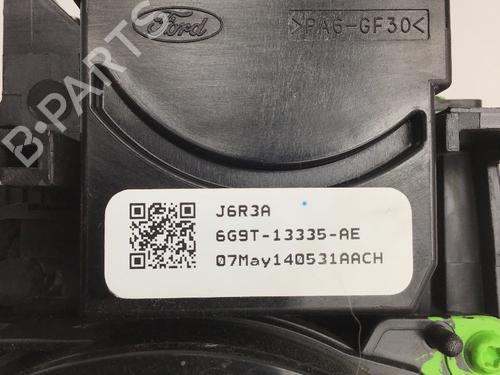 Ford
>PA6-GF30<
B-PARTS
J6R3A
6G9T-13335-AE
07May140531AACH